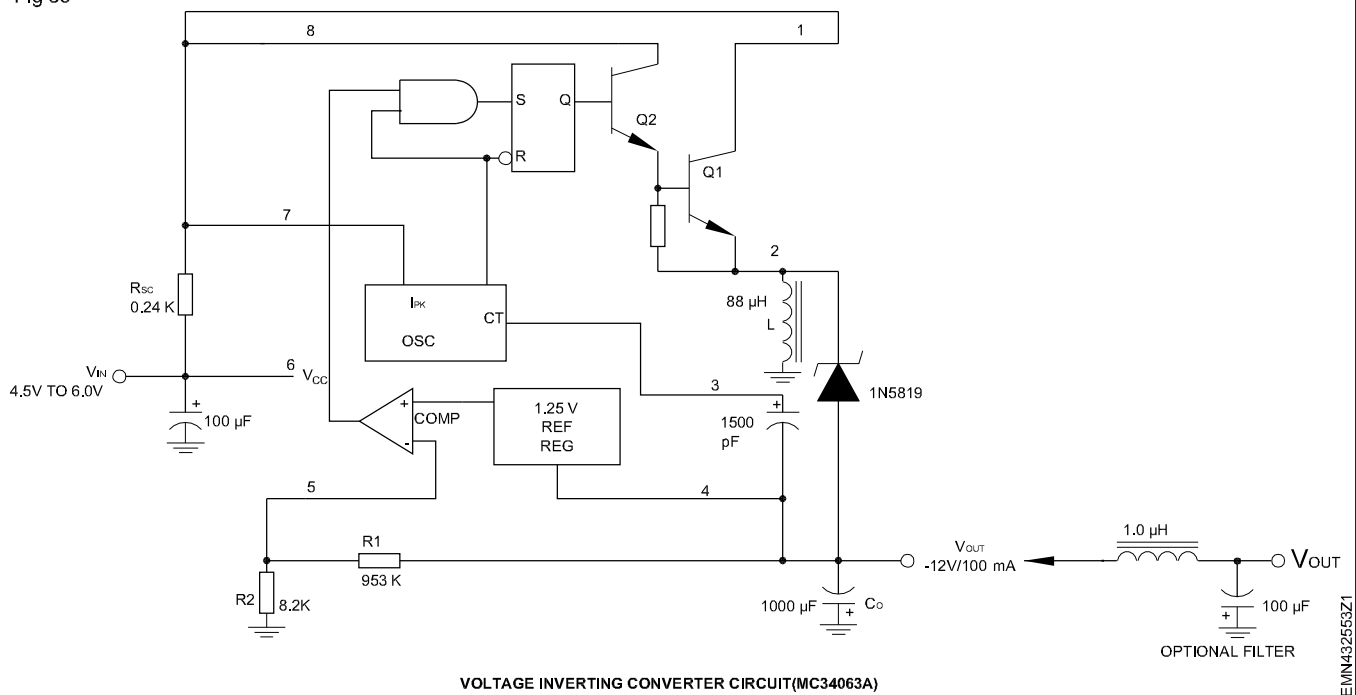 8
1
S
Q
Q2
R
Q1
7
2
RSC
0.24 K
IPK
CT
OSC
88 µH
L
VIN
4.5V TO 6.0V
6
VCC
3
1N5819
+
100 µF
+
COMP
-
1.25 V
REF
REG
+
1500
pF
5
4
R1
953 K
VOUT
-12V/100 mA
1.0 µH
VOUT
R2
8.2K
1000 µF
+
CO
+
100 µF
OPTIONAL FILTER
VOLTAGE INVERTING CONVERTER CIRCUIT(MC34063A)
EMN432553Z1